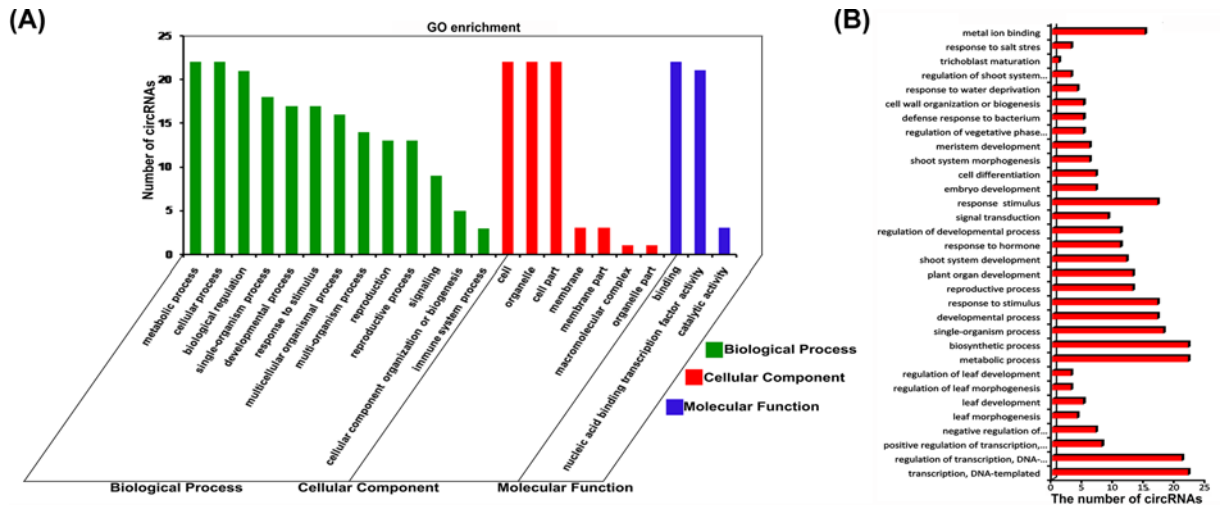 (A)
GO enrichment
25
20
15
10
5
0
Number of circRNAs
metabolic process
cellular process
biological regulation
single-organism process
developmental process
response to stimulus
multicellular organismal process
multi-organism process
reproduction
reproductive process
signaling
cellular component organization or biogenesis
immune system process
cell
organelle
cell part
membrane
membrane part
macromolecular complex
organelle part
binding
nucleic acid binding transcription factor activity
catalytic activity
Biological Process
Cellular Component
Molecular Function
Biological Process
Cellular Component
Molecular Function
(B)
metal ion binding
response to salt stres
trichoblast maturation
regulation of shoot system...
response to water deprivation
cell wall organization or biogenesis
defense response to bacterium
regulation of vegetative phase...
meristem development
shoot system morphogenesis
cell differentiation
embryo development
response stimulus
signal transduction
regulation of developmental process
response to hormone
shoot system development
plant organ development
reproductive process
response to stimulus
developmental process
single-organism process
biosynthetic process
metabolic process
regulation of leaf development
regulation of leaf morphogenesis
leaf development
leaf morphogenesis
negative regulation of...
positive regulation of transcription,...
regulation of transcription, DNA-...
transcription, DNA-templated
0 5 10 15 20 25
The number of circRNAs